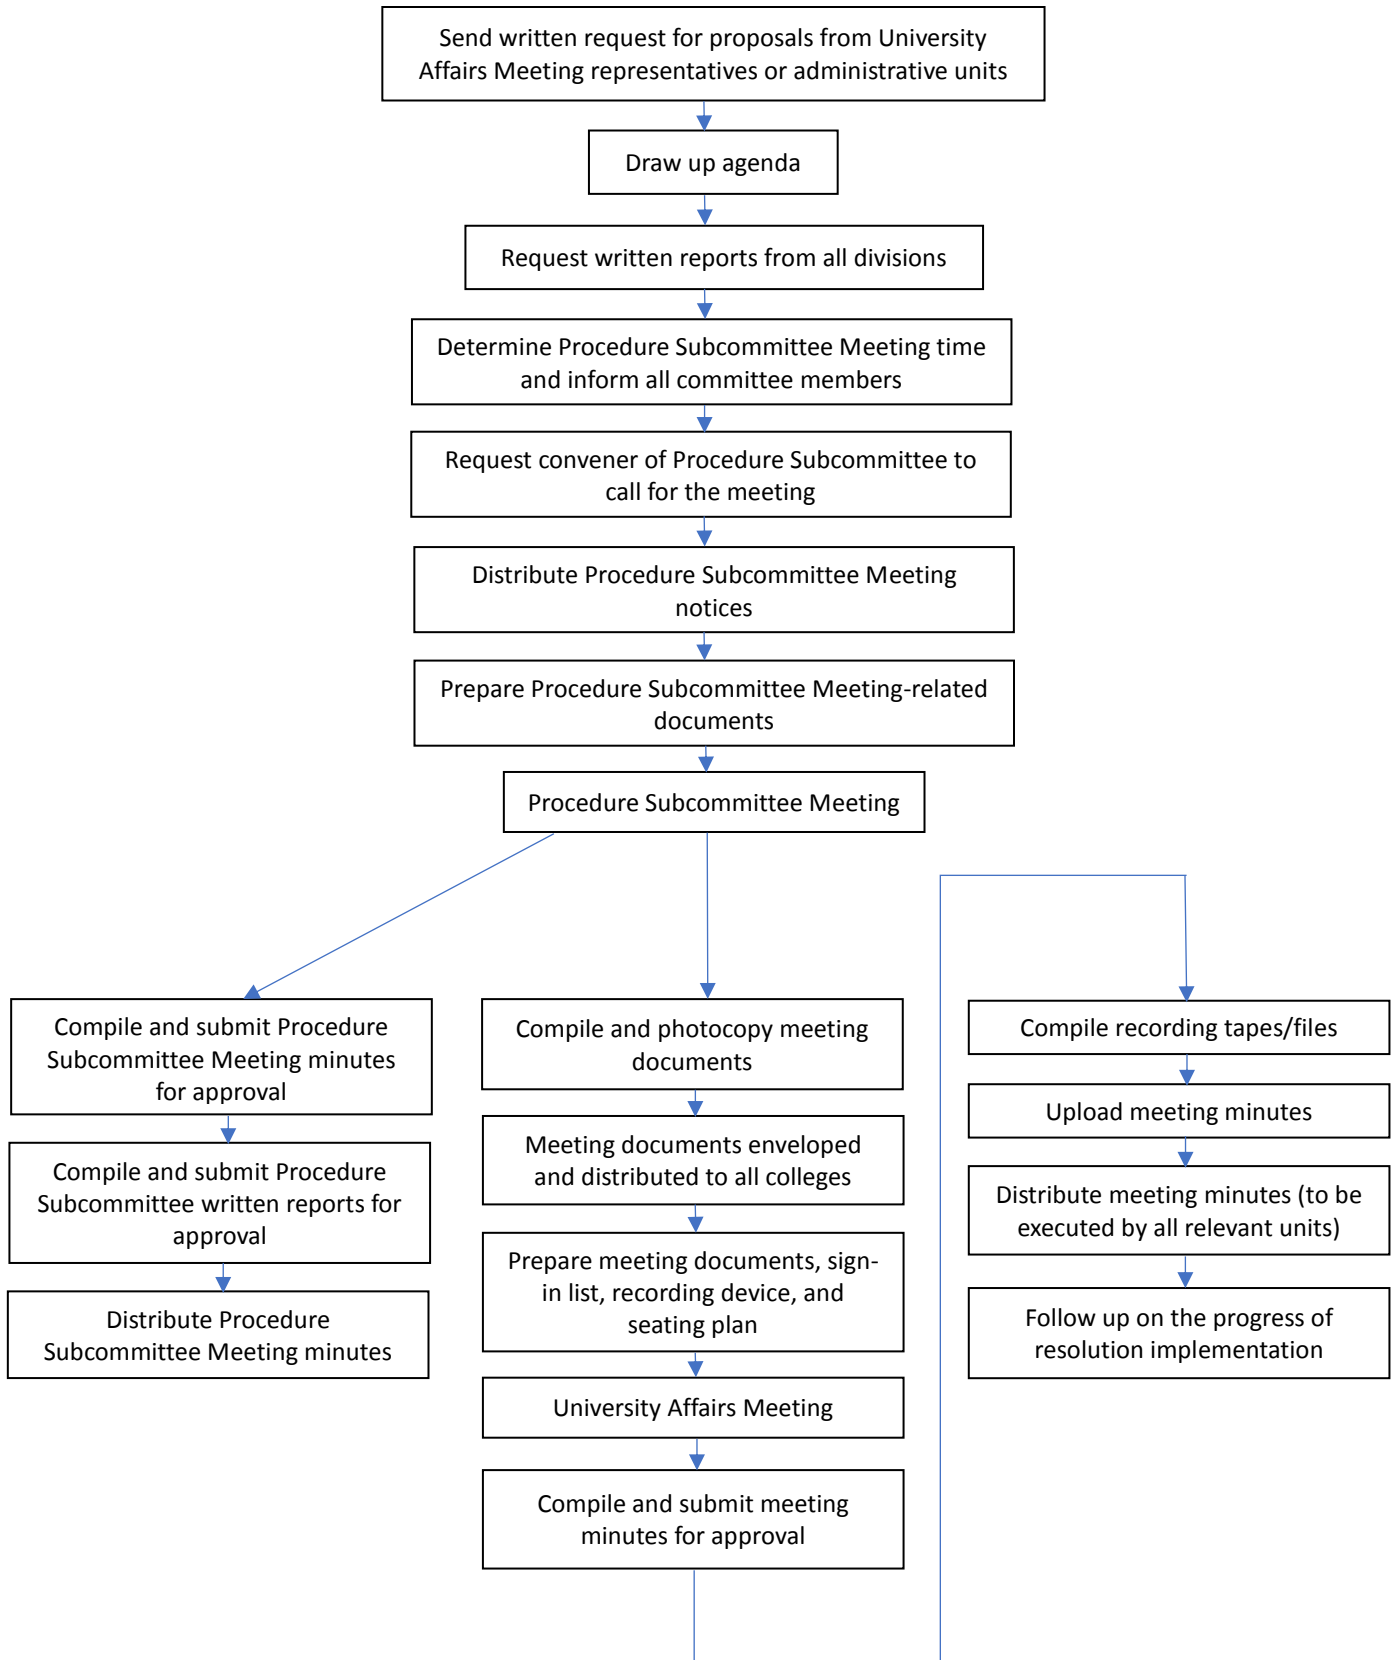 Send written request for proposals from University
Affairs Meeting representatives or administrative units
Draw up agenda
Request written reports from all divisions
Determine Procedure Subcommittee Meeting time
and inform all committee members
Request convener of Procedure Subcommittee to
call for the meeting
Distribute Procedure Subcommittee Meeting
notices
Prepare Procedure Subcommittee Meeting-related
documents
Procedure Subcommittee Meeting
Compile and submit Procedure
Subcommittee Meeting minutes
for approval
Compile and submit Procedure
Subcommittee written reports for
approval
Distribute Procedure
Subcommittee Meeting minutes
Compile and photocopy meeting
documents
Meeting documents enveloped
and distributed to all colleges
Prepare meeting documents, sign-
in list, recording device, and
seating plan
University Affairs Meeting
Compile and submit meeting
minutes for approval
Compile recording tapes/files
Upload meeting minutes
Distribute meeting minutes (to be
executed by all relevant units)
Follow up on the progress of
resolution implementation